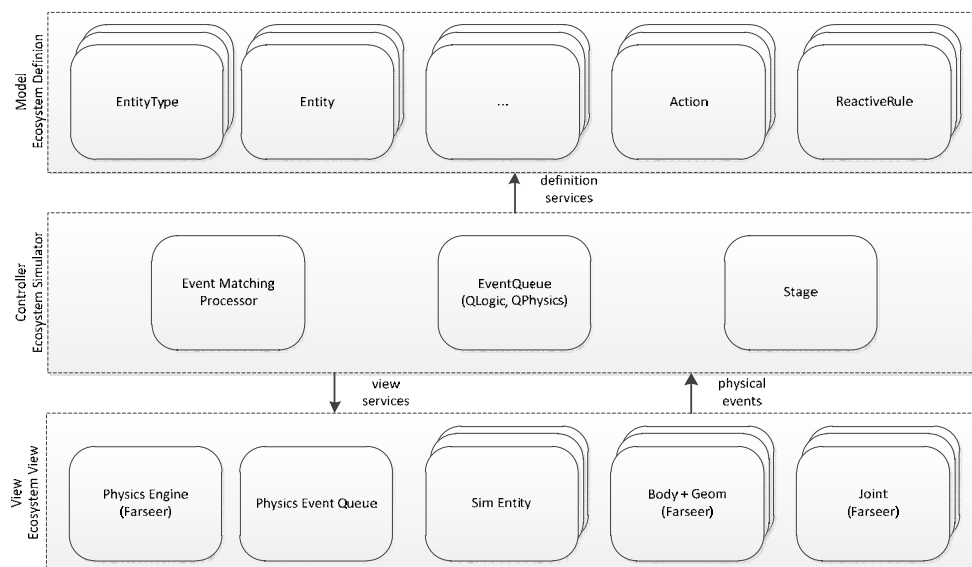 Model
Ecosystem Definion
EntityType
Entity
...
Action
ReactiveRule
definition
services
Controller
Ecosystem Simulator
Event Matching
Processor
EventQueue
(QLogic, QPhysics)
Stage
view
services
physical
events
View
Ecosystem View
Physics Engine
(Farseer)
Physics Event Queue
Sim Entity
Body + Geom
(Farseer)
Joint
(Farseer)